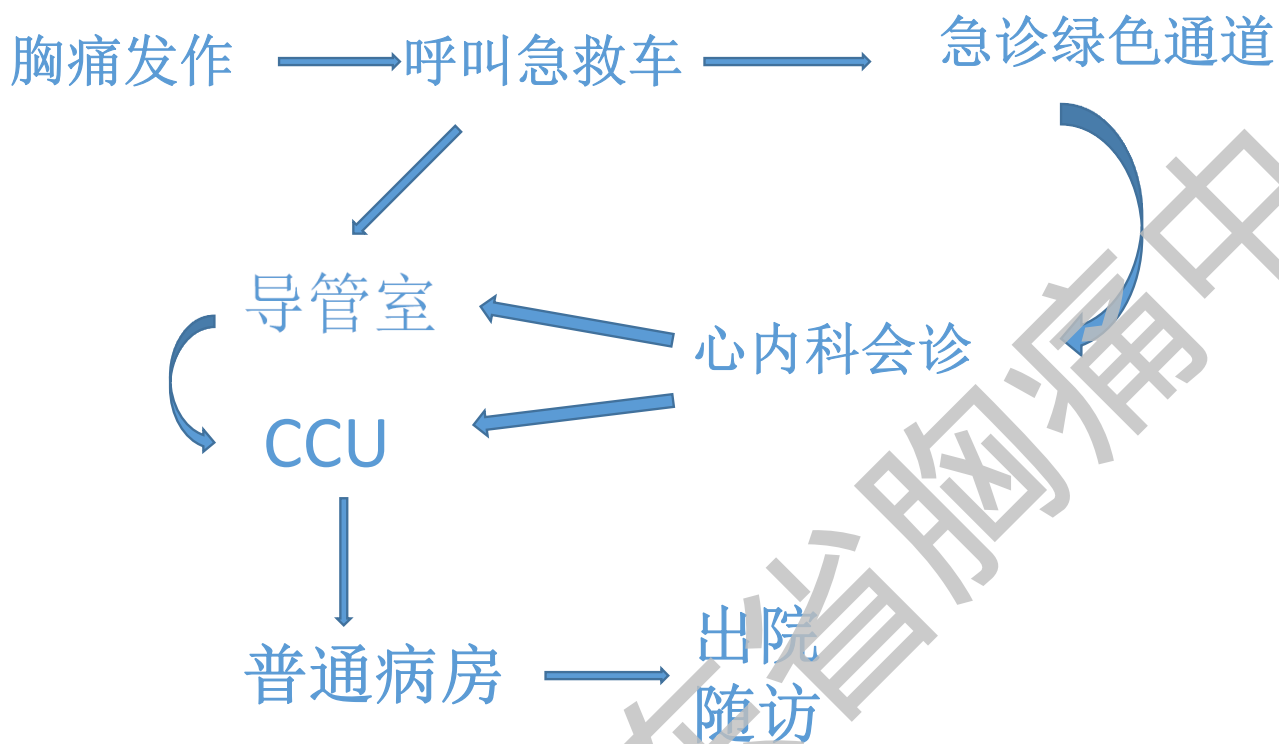 胸痛发作
呼叫急救车
急诊绿色通道
导管室
心内科会诊
CCU
普通病房
出院
随访
省胸痛中